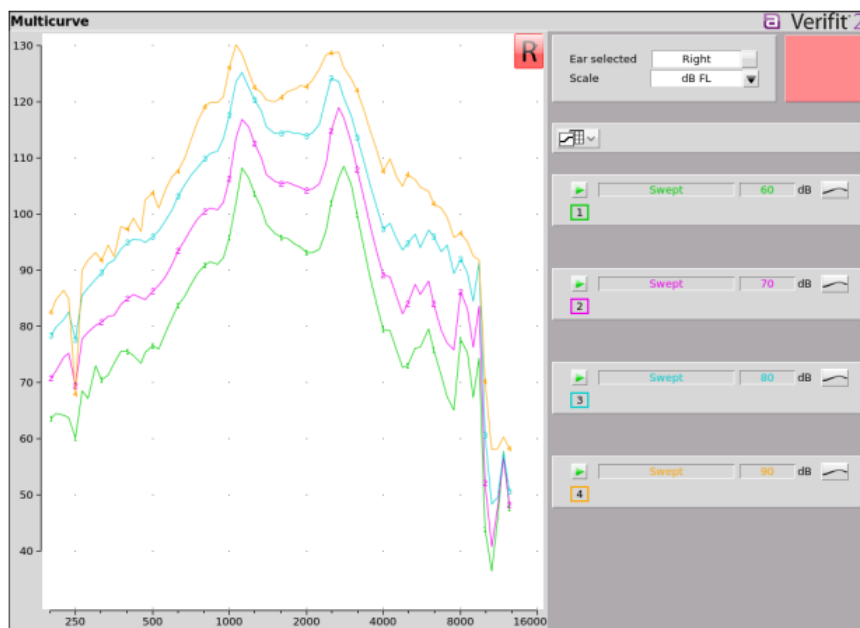 Multicurve
a Verifit 2
130
120
110
100
90
80
70
60
50
40
250 500 1000 2000 4000 8000 16000
R
Ear selected Right
Scale dB FL
Swept 60 dB
1
Swept 70 dB
2
Swept 80 dB
3
Swept 90 dB
4